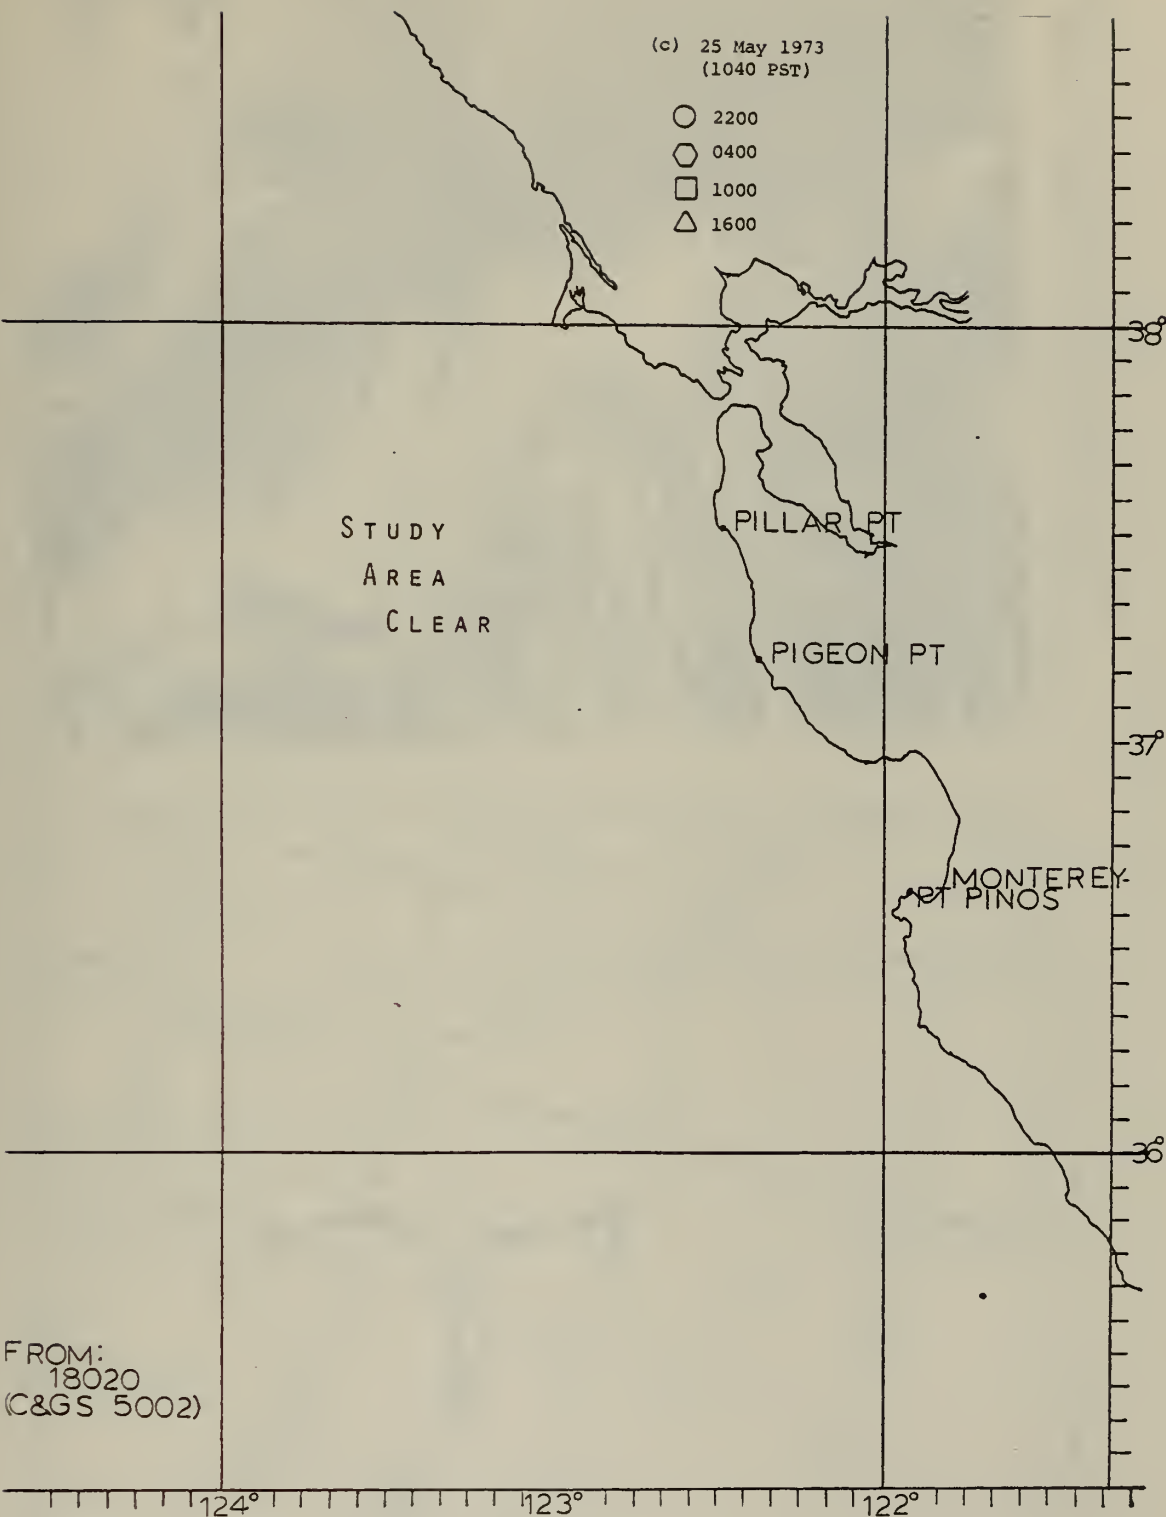 (c) 25 May 1973
(1040 PST)
2200
0400
1000
1600
38°
STUDY
AREA
CLEAR
PILLAR PT
PIGEON PT
37°
MONTEREY
PT PINOS
36°
FROM:
18020
(C&GS 5002)
124° 123° 122°